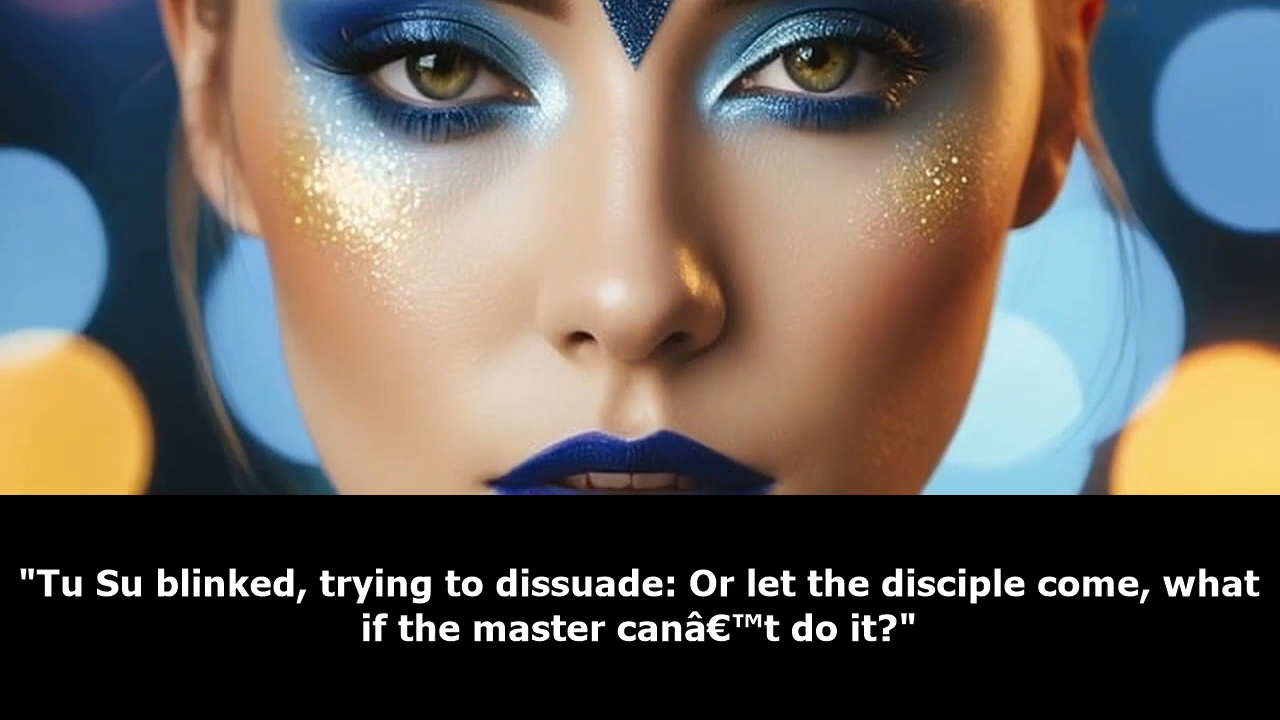 "Tu Su blinked, trying to dissuade: Or let the disciple come, what
if the master canâ€™t do it?"